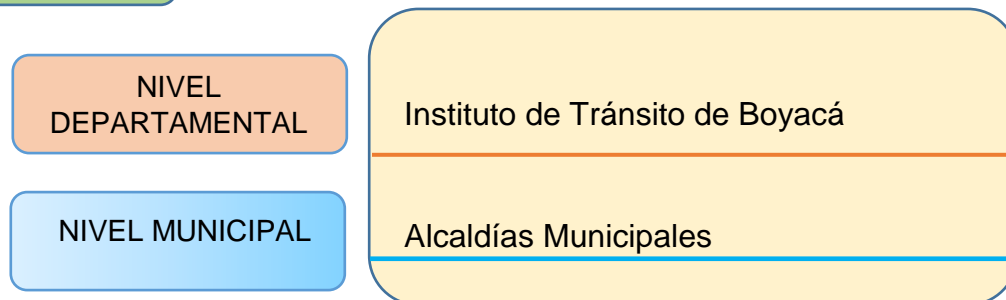 NIVEL
DEPARTAMENTAL
Instituto de Tránsito de Boyacá
NIVEL MUNICIPAL
Alcaldías Municipales